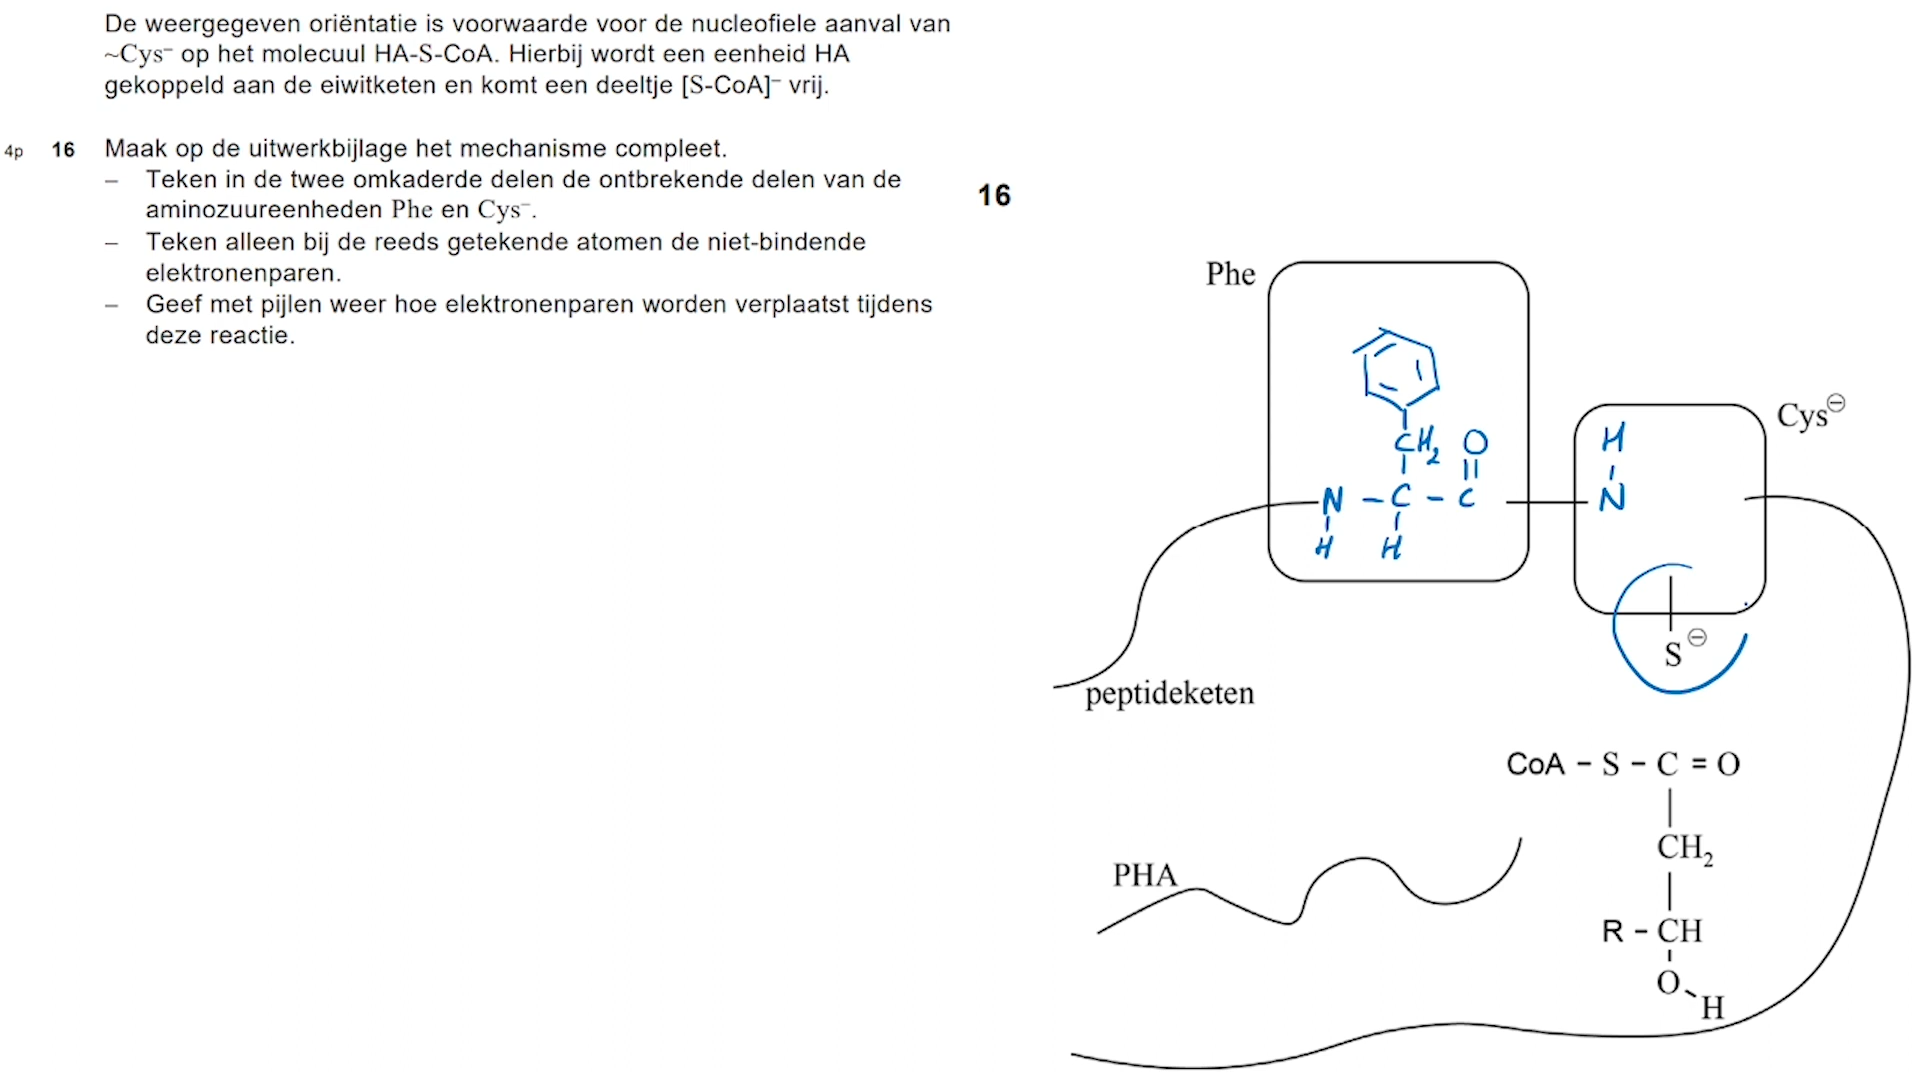 De weergegeven oriëntatie is voorwaarde voor de nucleofiele aanval van
~Cys⁻ op het molecuul HA-S-CoA. Hierbij wordt een eenheid HA
gekoppeld aan de eiwitketen en komt een deeltje [S-CoA]⁻ vrij.
4p 16 Maak op de uitwerkbijlage het mechanisme compleet.
– Teken in de twee omkaderde delen de ontbrekende delen van de
aminozuureenheden Phe en Cys⁻.
– Teken alleen bij de reeds getekende atomen de niet-bindende
elektronenparen.
– Geef met pijlen weer hoe elektronenparen worden verplaatst tijdens
deze reactie.
16
Phe
Cys⊖
CH₂ O
H
N – C – C
N
H H
S⊖
peptideketen
CoA – S – C = O
CH₂
PHA
R – CH
O
H